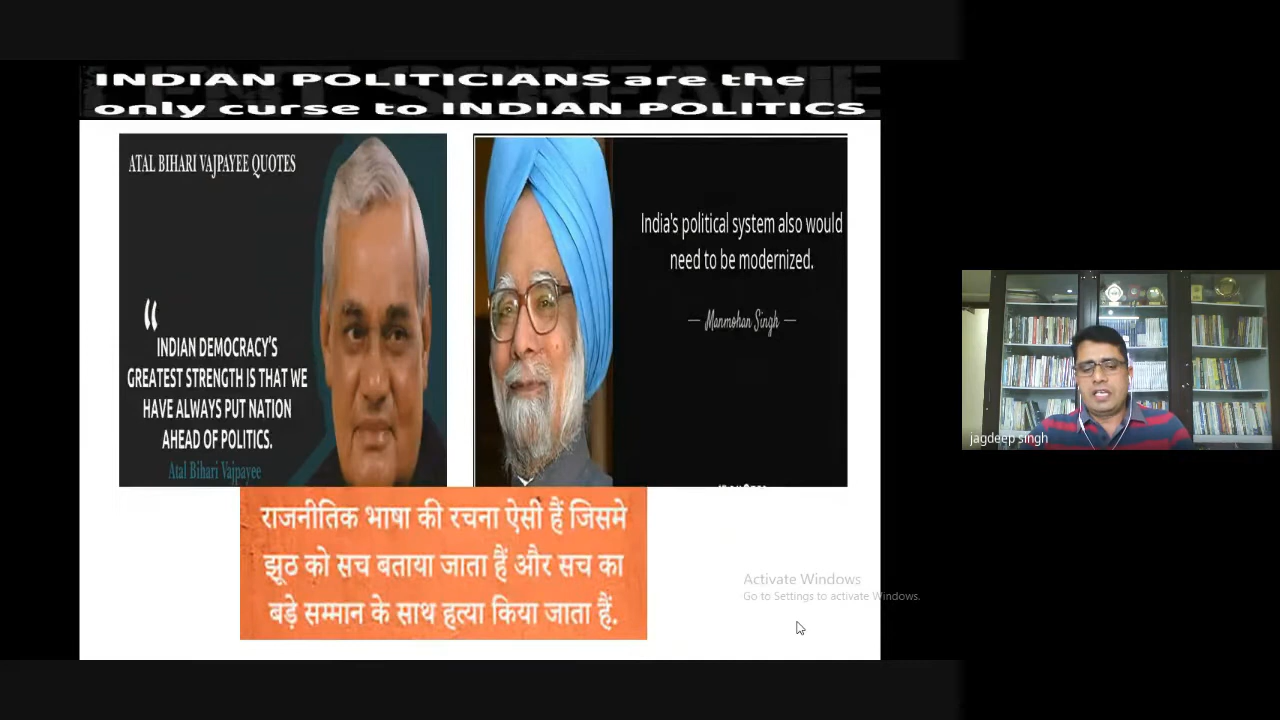 INDIAN POLITICIANS are the
only curse to INDIAN POLITICS
ATAL BIHARI VAJPAYEE QUOTES
“
INDIAN DEMOCRACY'S
GREATEST STRENGTH IS THAT WE
HAVE ALWAYS PUT NATION
AHEAD OF POLITICS.
Atal Bihari Vajpayee
India's political system also would
need to be modernized.
— Manmohan Singh —
राजनीतिक भाषा की रचना ऐसी हैं जिसमे
झूठ को सच बताया जाता हैं और सच का
बड़े सम्मान के साथ हत्या किया जाता हैं.
Activate Windows
Go to Settings to activate Windows.
jagdeep singh